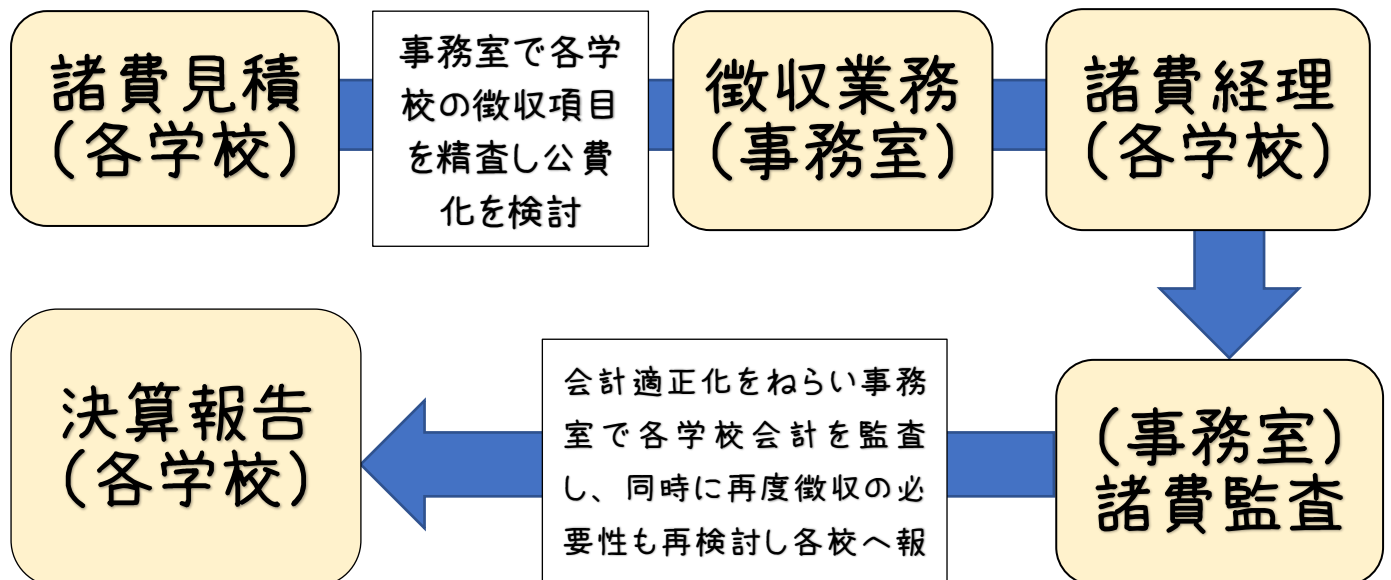 諸費見積
(各学校)
事務室で各学
校の徴収項目
を精査し公費
化を検討
徴収業務
(事務室)
諸費経理
(各学校)
(事務室)
諸費監査
会計適正化をねらい事務
室で各学校会計を監査
し、同時に再度徴収の必
要性も再検討し各校へ報
決算報告
(各学校)